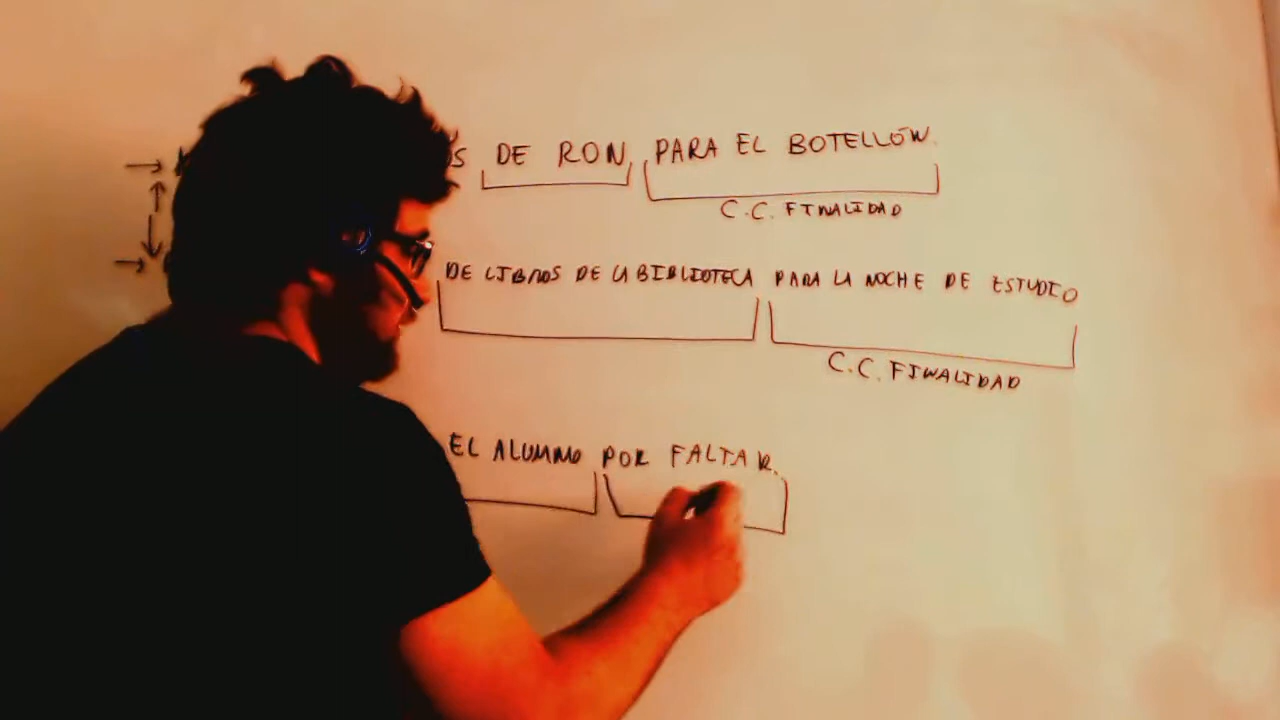 DE RON PARA EL BOTELLÓN.
C.C. FINALIDAD
DE LIBROS DE LA BIBLIOTECA PARA LA NOCHE DE ESTUDIO
C.C. FINALIDAD
EL ALUMNO POR FALTAR.